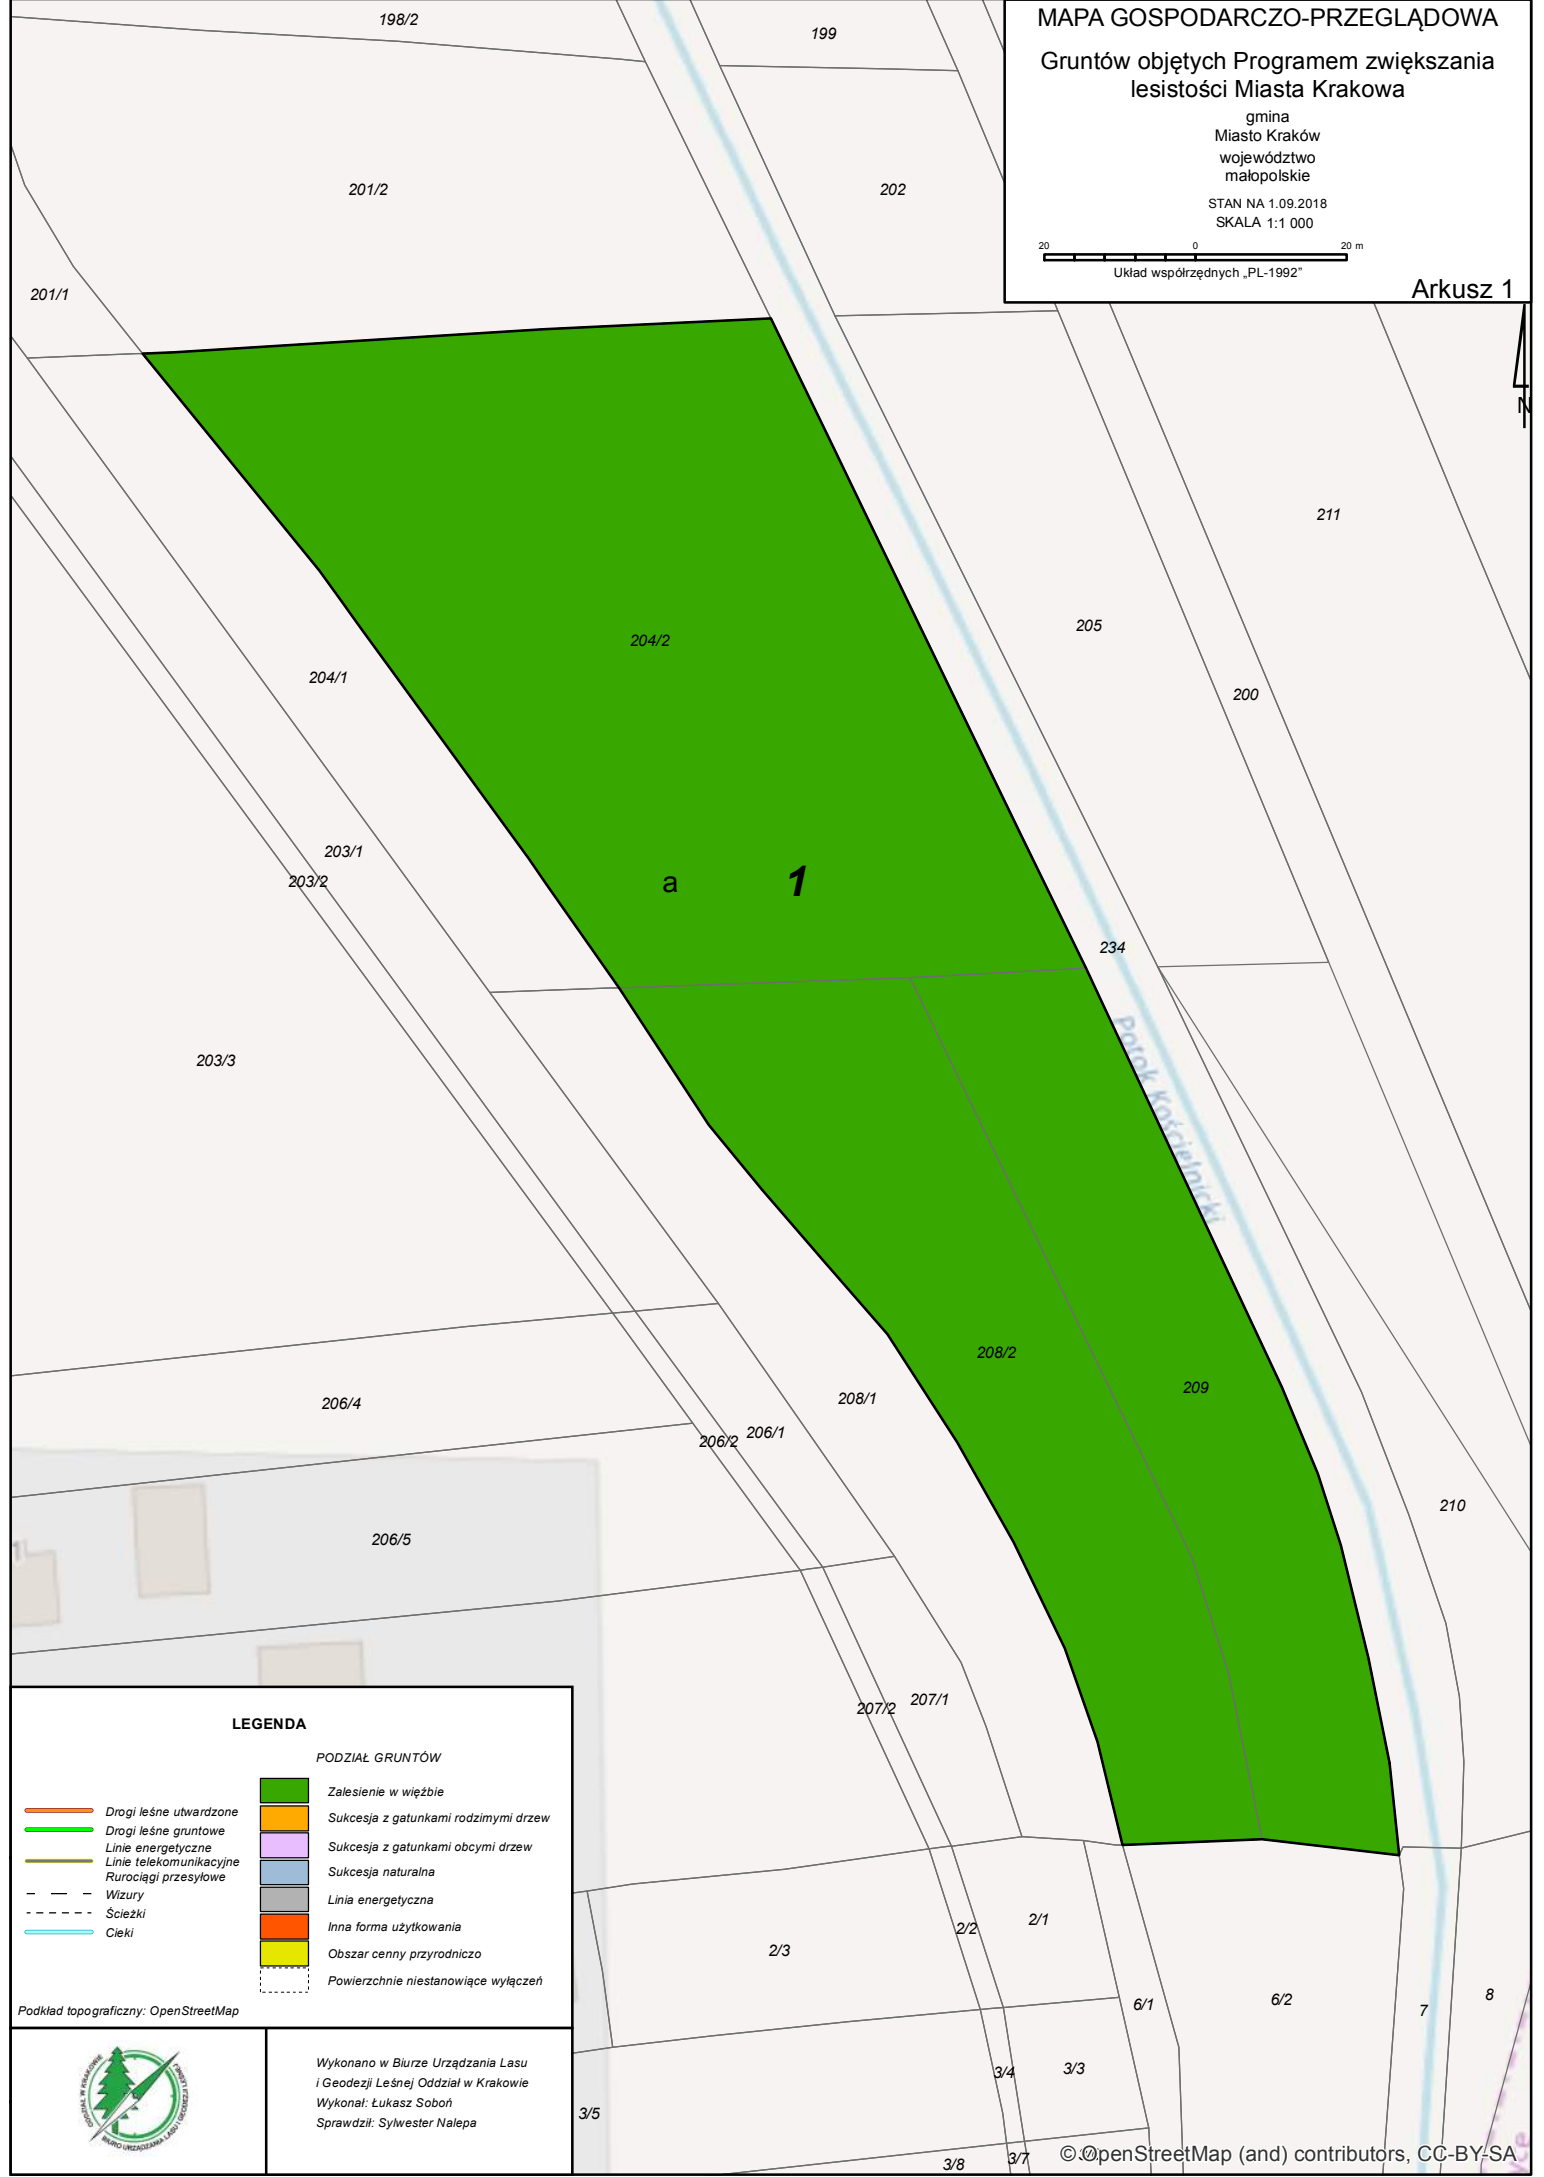 MAPA GOSPODARCZO-PRZEGLĄDOWA
Gruntów objętych Programem zwiększania
lesistości Miasta Krakowa
gmina
Miasto Kraków
województwo
małopolskie
STAN NA 1.09.2018
SKALA 1:1 000
20 0 20 m
Układ współrzędnych „PL-1992”
Arkusz 1
N
198/2
199
201/2
202
201/1
211
205
204/2
204/1
200
203/1
203/2
a 1
234
Potok Kościelnicki
203/3
208/2
209
208/1
206/4
206/1
206/2
210
206/5
1
207/1
207/2
2/1
2/2
2/3
6/1
6/2
7
8
3/3
3/4
3/5
3/7
3/8
LEGENDA
PODZIAŁ GRUNTÓW
Drogi leśne utwardzone
Drogi leśne gruntowe
Linie energetyczne
Linie telekomunikacyjne
Rurociągi przesyłowe
Wizury
Ścieżki
Cieki
Zalesienie w więźbie
Sukcesja z gatunkami rodzimymi drzew
Sukcesja z gatunkami obcymi drzew
Sukcesja naturalna
Linia energetyczna
Inna forma użytkowania
Obszar cenny przyrodniczo
Powierzchnie niestanowiące wyłączeń
Podkład topograficzny: OpenStreetMap
ODDZIAŁ W KRAKOWIE
BIURO URZĄDZANIA LASU I GEODEZJI LEŚNEJ
Wykonano w Biurze Urządzania Lasu
i Geodezji Leśnej Oddział w Krakowie
Wykonał: Łukasz Soboń
Sprawdził: Sylwester Nalepa
© OpenStreetMap (and) contributors, CC-BY-SA